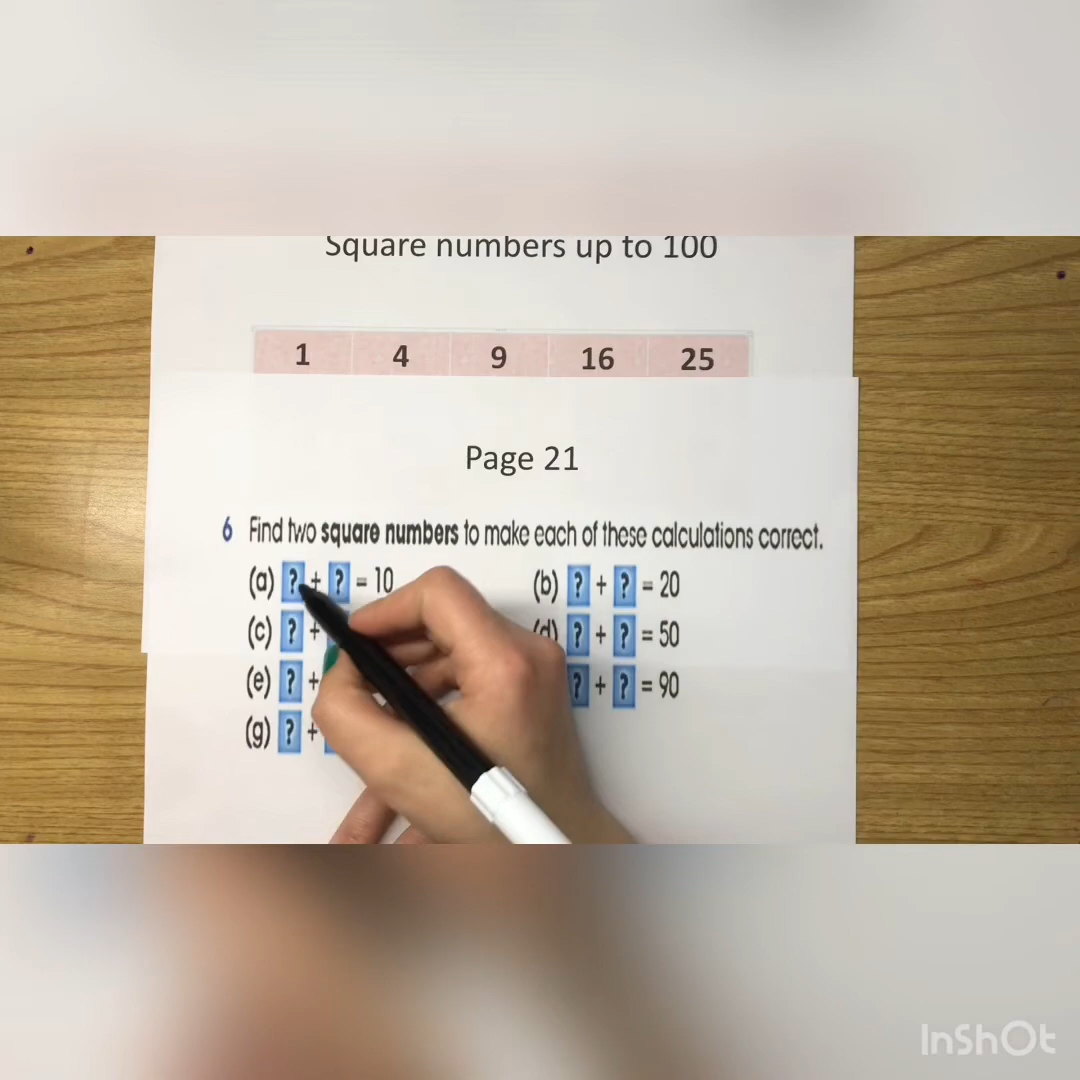 Square numbers up to 100
1 4 9 16 25
Page 21
6 Find two square numbers to make each of these calculations correct.
(a) ? + ? = 10 (b) ? + ? = 20
(c) ? + (d) ? + ? = 50
(e) ? + ? + ? = 90
(g) ? +
InShOt